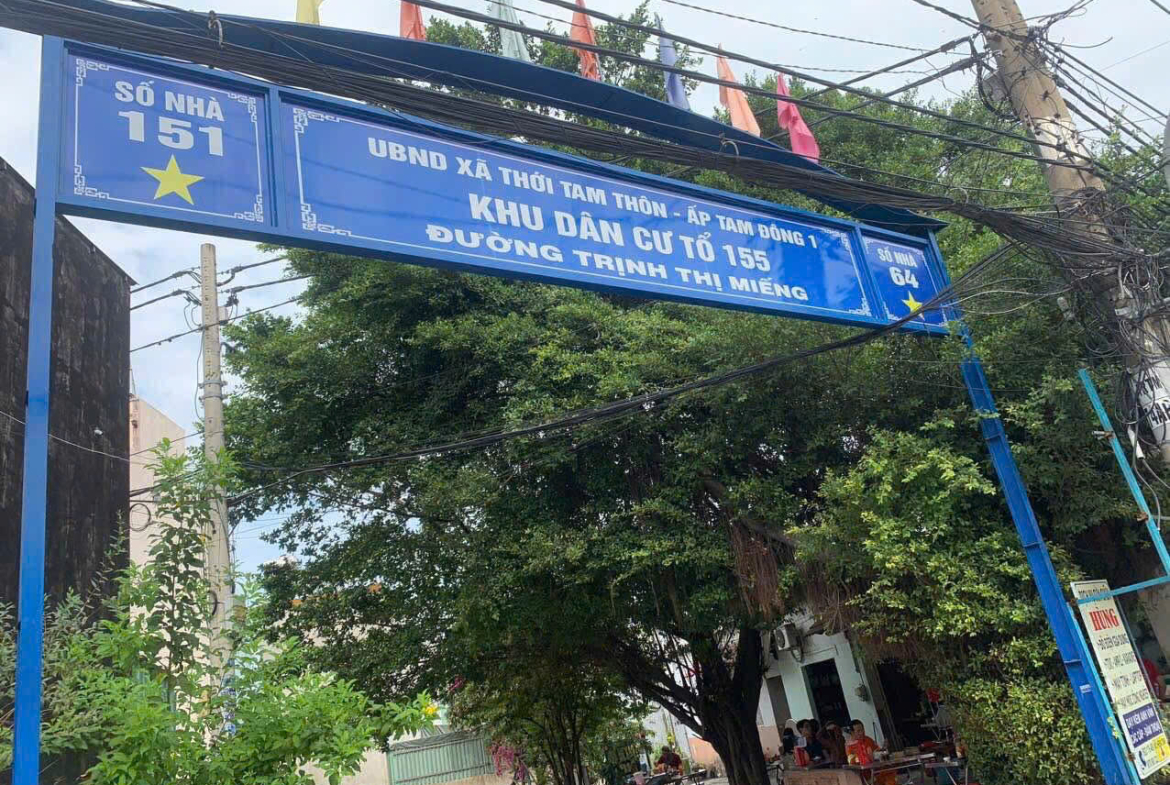 SỐ NHÀ
151
UBND XÃ THỚI TAM THÔN - ẤP TAM ĐÔNG 1
KHU DÂN CƯ TỔ 155
ĐƯỜNG TRỊNH THỊ MIẾNG
SỐ NHÀ
64
HÙNG